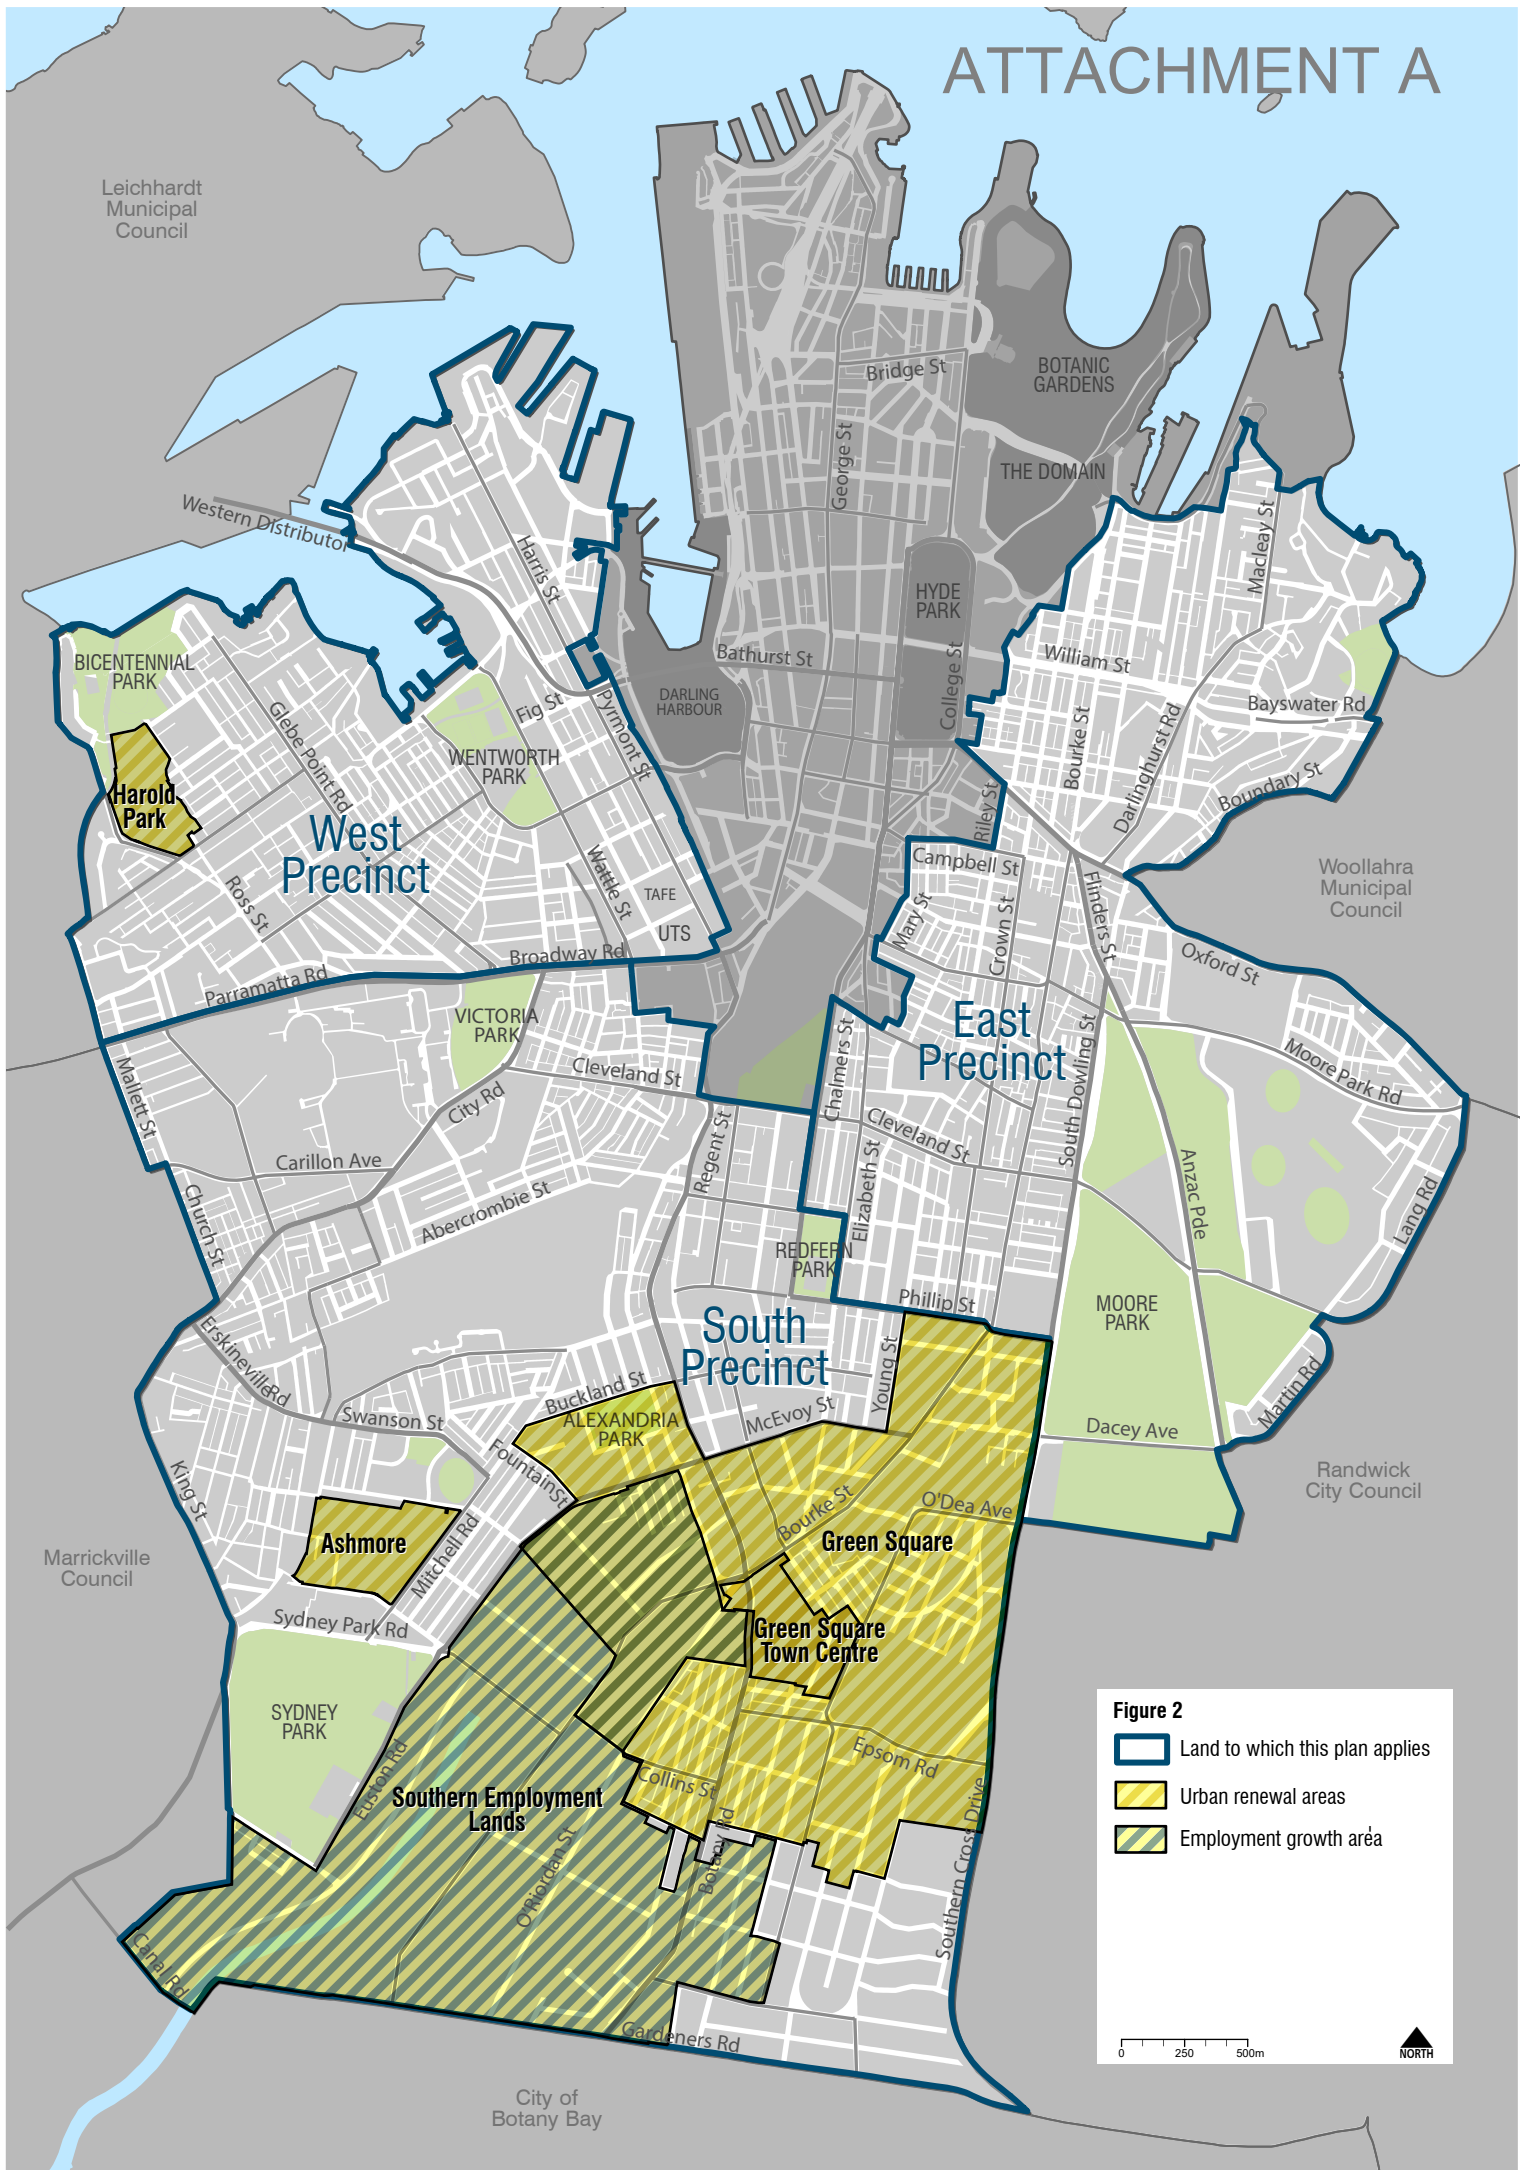 ATTACHMENT A
Leichhardt
Municipal
Council
Bridge St
BOTANIC
GARDENS
George St
THE DOMAIN
Western Distributor
Harris St
Macleay St
HYDE
PARK
BICENTENNIAL
PARK
Bathurst St
College St
William St
Glebe Point Rd
Fig St
Pyrmont St
DARLING
HARBOUR
Bayswater Rd
Bourke St
Darlinghurst Rd
WENTWORTH
PARK
Harold
Park
West
Precinct
Boundary St
Riley St
Campbell St
Wattle St
TAFE
Ross St
Mary St
Crown St
Flinders St
Woollahra
Municipal
Council
UTS
Broadway Rd
Parramatta Rd
Oxford St
VICTORIA
PARK
East
Precinct
Chalmers St
South Dowling St
Moore Park Rd
Mallett St
Cleveland St
City Rd
Cleveland St
Regent St
Elizabeth St
Carillon Ave
Anzac Pde
Church St
Abercrombie St
Lang Rd
REDFERN
PARK
Phillip St
MOORE
PARK
South
Precinct
Erskineville Rd
Young St
Buckland St
Martin Rd
Swanson St
ALEXANDRIA
PARK
McEvoy St
Dacey Ave
King St
Fountain St
Randwick
City Council
Bourke St
O'Dea Ave
Ashmore
Mitchell Rd
Green Square
Marrickville
Council
Sydney Park Rd
Green Square
Town Centre
SYDNEY
PARK
Euston Rd
Epsom Rd
Collins St
Southern Employment
Lands
Botany Rd
O'Riordan St
Southern Cross Drive
Canal Rd
Gardeners Rd
City of
Botany Bay
Figure 2
Land to which this plan applies
Urban renewal areas
Employment growth area
0 250 500m
NORTH